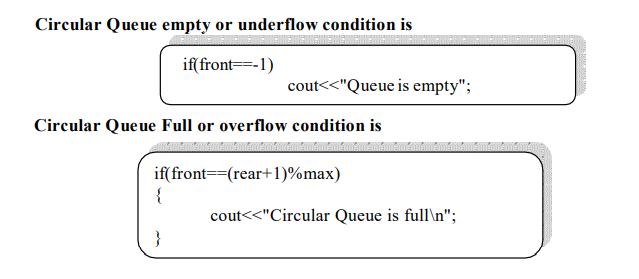 Circular Queue empty or underflow condition is
if(front==-1)
cout<<"Queue is empty";
Circular Queue Full or overflow condition is
if(front==(rear+1)%max)
{
cout<<"Circular Queue is full\n";
}